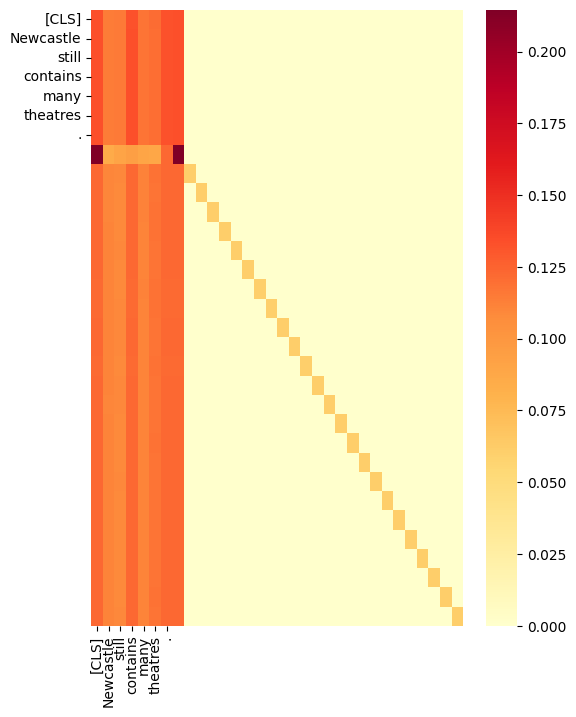 [CLS]
Newcastle
still
contains
many
theatres
.
[CLS]
Newcastle
still
contains
many
theatres
.
0.200
0.175
0.150
0.125
0.100
0.075
0.050
0.025
0.000